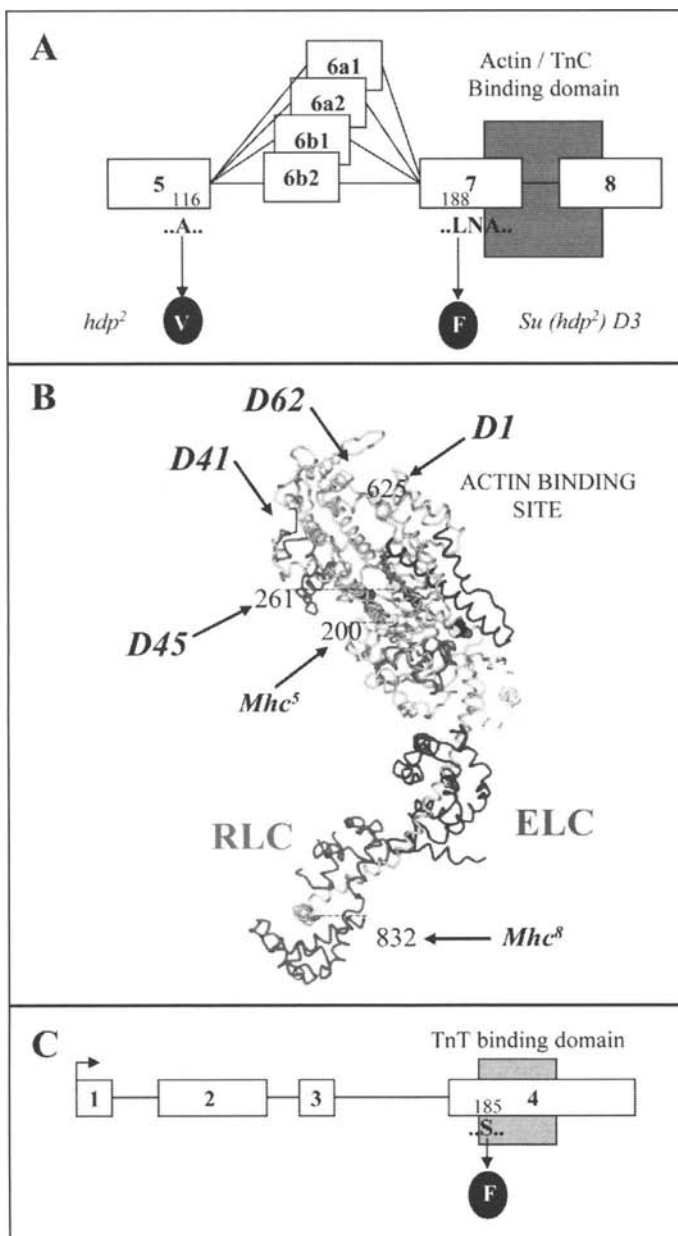 A
6a1
6a2
6b1
6b2
Actin / TnC
Binding domain
5
116
7
188
8
..A..
..LNA..
hdp²
V
F
Su (hdp²) D3
B
D62
D1
D41
625
ACTIN BINDING
SITE
261
D45
200
Mhc⁵
RLC
ELC
832
Mhc⁸
C
TnT binding domain
1
2
3
4
185
..S..
F